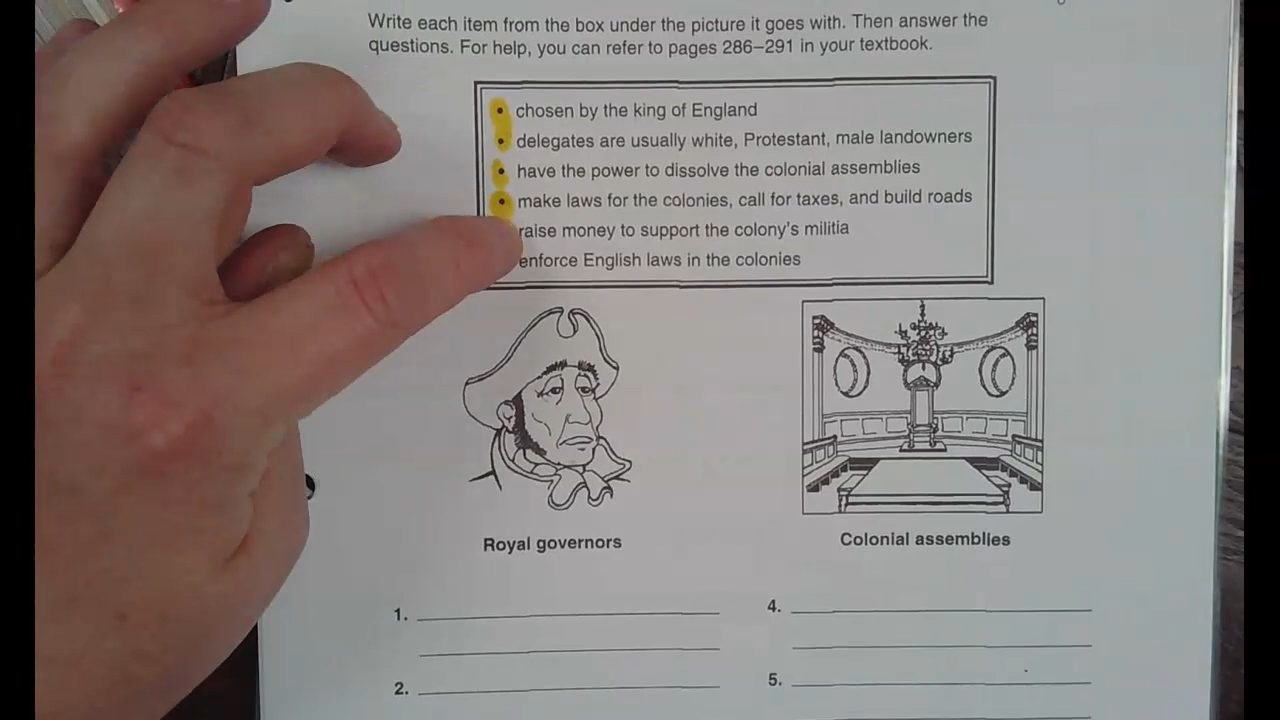 Write each item from the box under the picture it goes with. Then answer the
questions. For help, you can refer to pages 286–291 in your textbook.
• chosen by the king of England
• delegates are usually white, Protestant, male landowners
• have the power to dissolve the colonial assemblies
• make laws for the colonies, call for taxes, and build roads
raise money to support the colony's militia
enforce English laws in the colonies
Royal governors
Colonial assemblies
1.
2.
4.
5.